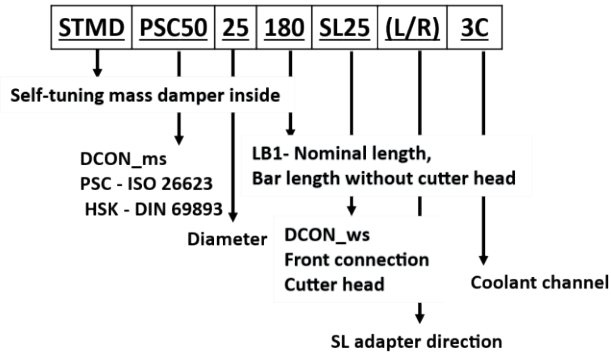 STMD PSC50 25 180 SL25 (L/R) 3C
Self-tuning mass damper inside
DCON_ms
PSC - ISO 26623
HSK - DIN 69893
LB1- Nominal length,
Bar length without cutter head
Diameter
DCON_ws
Front connection
Cutter head
Coolant channel
SL adapter direction